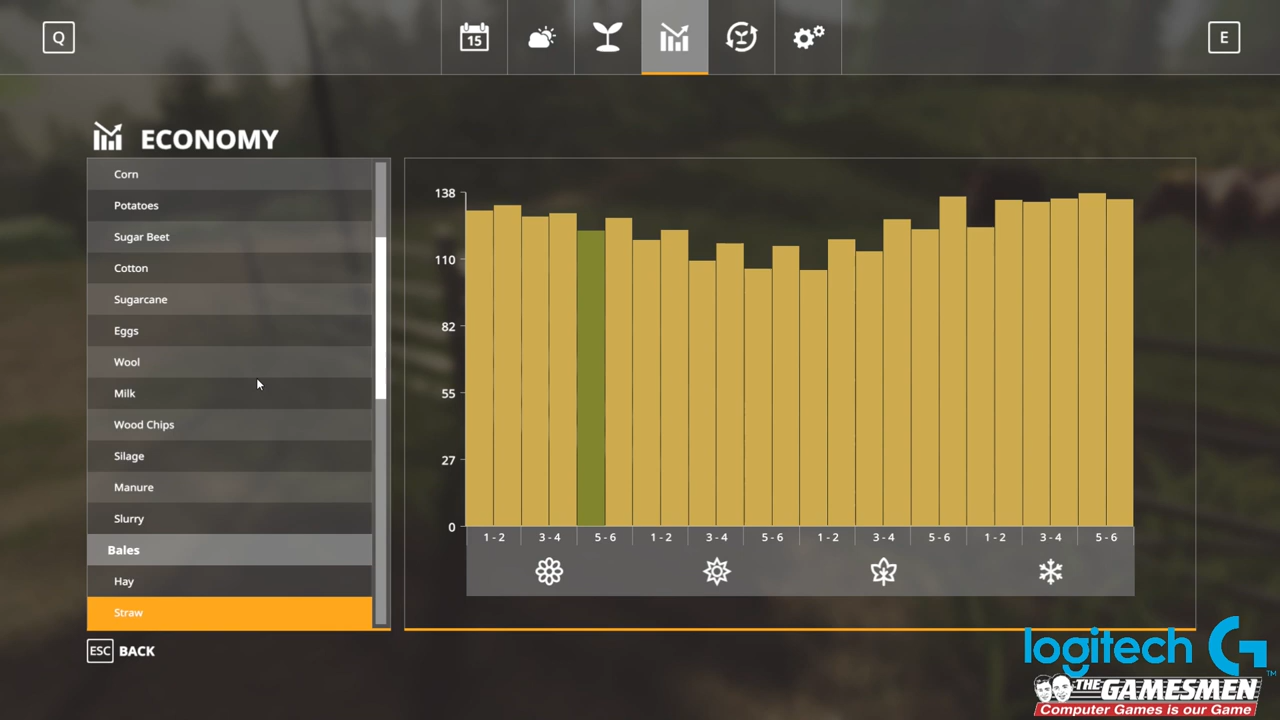 Q
15
E
ECONOMY
Corn
Potatoes
Sugar Beet
Cotton
Sugarcane
Eggs
Wool
Milk
Wood Chips
Silage
Manure
Slurry
Bales
Hay
Straw
138
110
82
55
27
0
1 - 2 3 - 4 5 - 6 1 - 2 3 - 4 5 - 6 1 - 2 3 - 4 5 - 6 1 - 2 3 - 4 5 - 6
ESC BACK
logitech G TM
THE GAMESMEN
Computer Games is our Game